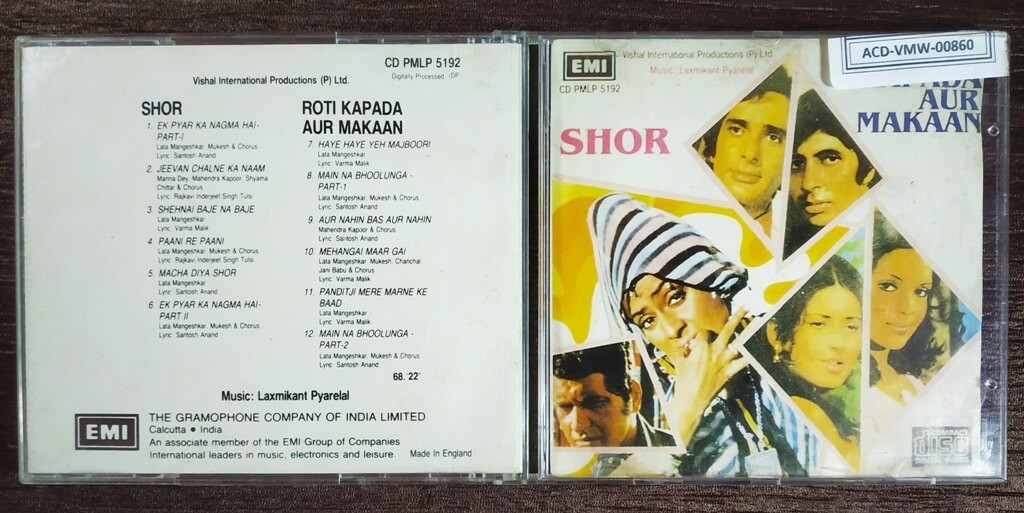 CD PMLP 5192
Digitally Processed
Vishal International Productions (P) Ltd.
SHOR
1. EK PYAR KA NAGMA HAI-
PART-I
Lata Mangeshkar, Mukesh & Chorus
Lyric: Santosh Anand
2. JEEVAN CHALNE KA NAAM
Manna Dey, Mahendra Kapoor, Shyama
Chittar & Chorus
Lyric: Rajkavi Inderjeet Singh Tulsi
3. SHEHNAI BAJE NA BAJE
Lata Mangeshkar
Lyric: Varma Malik
4 PAANI RE PAANI
Lata Mangeshkar, Mukesh & Chorus
Lyric: Rajkavi Inderjeet Singh Tulsi
5. MACHA DIYA SHOR
Lata Mangeshkar
Lyric: Santosh Anand
6. EK PYAR KA NAGMA HAI-
PART II
Lata Mangeshkar, Mukesh & Chorus
Lyric: Santosh Anand
ROTI KAPADA
AUR MAKAAN
7. HAYE HAYE YEH MAJBOORI
Lata Mangeshkar
Lyric: Varma Malik
8. MAIN NA BHOOLUNGA -
PART-1
Lata Mangeshkar, Mukesh & Chorus
Lyric: Santosh Anand
9. AUR NAHIN BAS AUR NAHIN
Mahendra Kapoor & Chorus
Lyric: Santosh Anand
10. MEHANGAI MAAR GAI
Lata Mangeshkar, Mukesh, Chanchal
Jani Babu & Chorus
Lyric: Varma Malik
11. PANDITJI MERE MARNE KE
BAAD
Lata Mangeshkar
Lyric: Varma Malik
12. MAIN NA BHOOLUNGA -
PART-2
Lata Mangeshkar, Mukesh & Chorus
Lyric: Santosh Anand
68.'22"
Music: Laxmikant Pyarelal
EMI
THE GRAMOPHONE COMPANY OF INDIA LIMITED
Calcutta • India
An associate member of the EMI Group of Companies
International leaders in music, electronics and leisure.
Made in England
EMI
Vishal International Productions (P) Ltd.
Music: Laxmikant Pyarelal
CD PMLP 5192
ACD-VMW-00860
SHOR
AUR
MAKAAN
COMPACT
disc